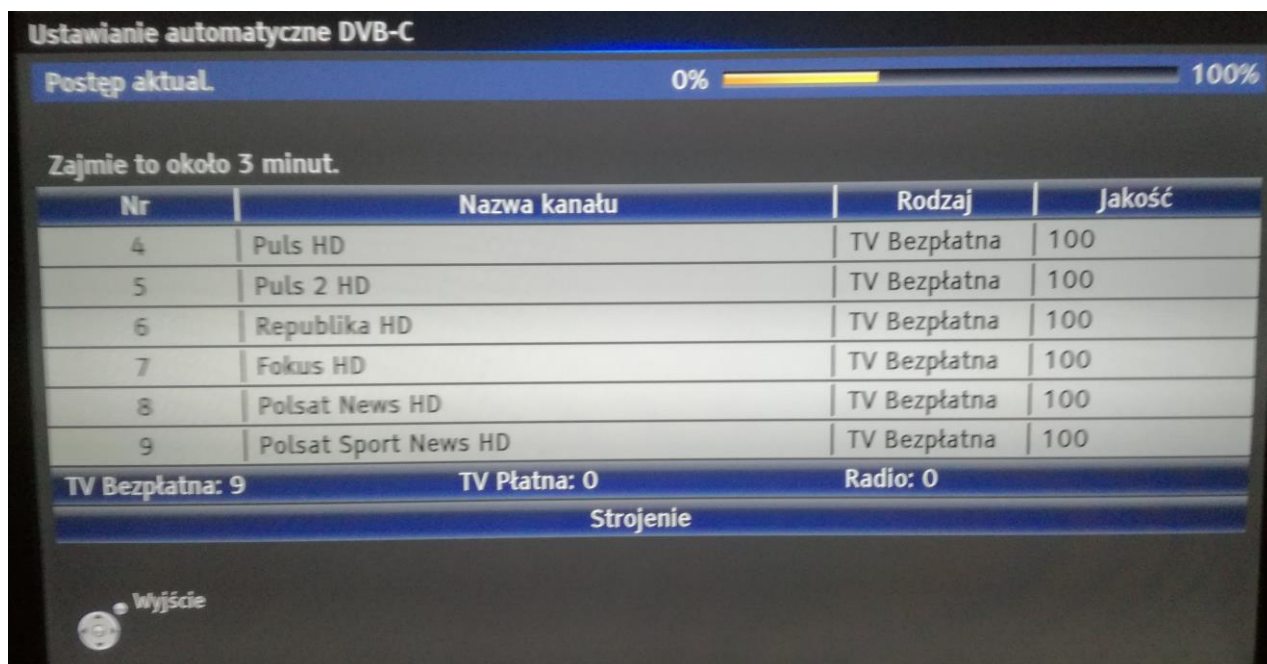 Ustawianie automatyczne DVB-C
Postęp aktual. 0% 100%
Zajmie to około 3 minut.
Nr Nazwa kanału Rodzaj Jakość
4 Puls HD TV Bezpłatna 100
5 Puls 2 HD TV Bezpłatna 100
6 Republika HD TV Bezpłatna 100
7 Fokus HD TV Bezpłatna 100
8 Polsat News HD TV Bezpłatna 100
9 Polsat Sport News HD TV Bezpłatna 100
TV Bezpłatna: 9 TV Płatna: 0 Radio: 0
Strojenie
Wyjście